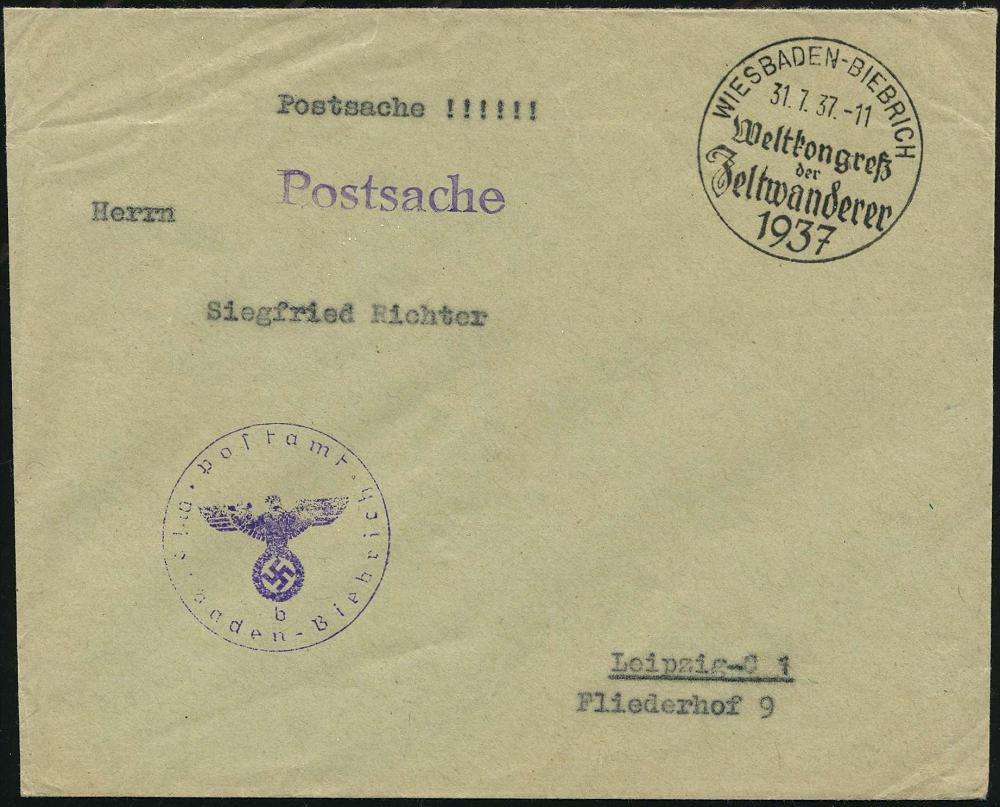 Postsache !!!!!!
WIESBADEN-BIEBRICH
31.7.37.-11
Weltkongreß
der
Zeltwanderer
1937
Postsache
Herrn
Siegfried Richter
Postamt
baden-Biebrich
b
Leipzig-C 1
Fliederhof 9